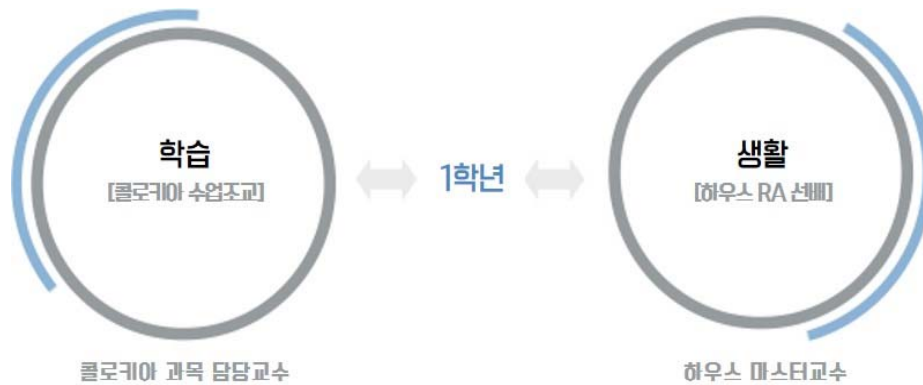 학습
[콜로키아 수업조교]
1학년
생활
[하우스 RA 선배]
콜로키아 과목 담당교수
하우스 마스터교수